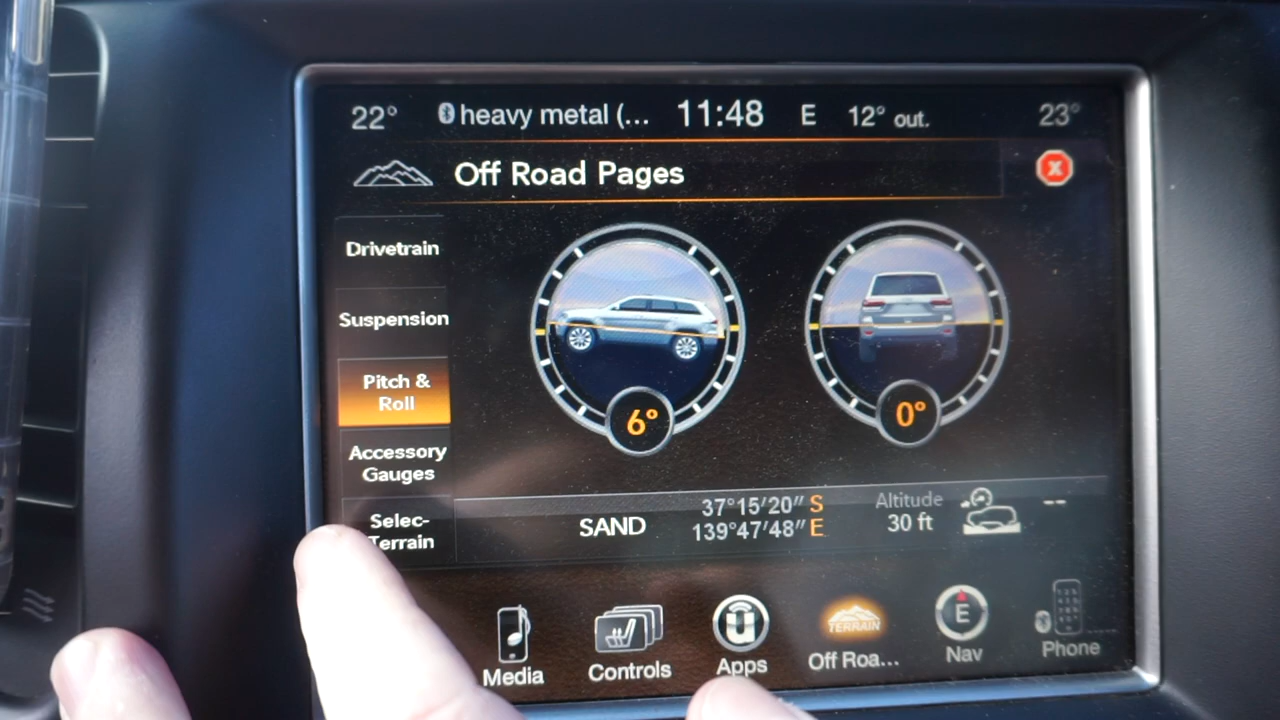 22° heavy metal (... 11:48 E 12° out. 23°
Off Road Pages
X
Drivetrain
Suspension
Pitch &
Roll
Accessory
Gauges
Selec-
Terrain
6°
0°
SAND
37°15'20" S
139°47'48" E
Altitude
30 ft
--
TERRAIN
E
Media
Controls
Apps
Off Roa...
Nav
Phone